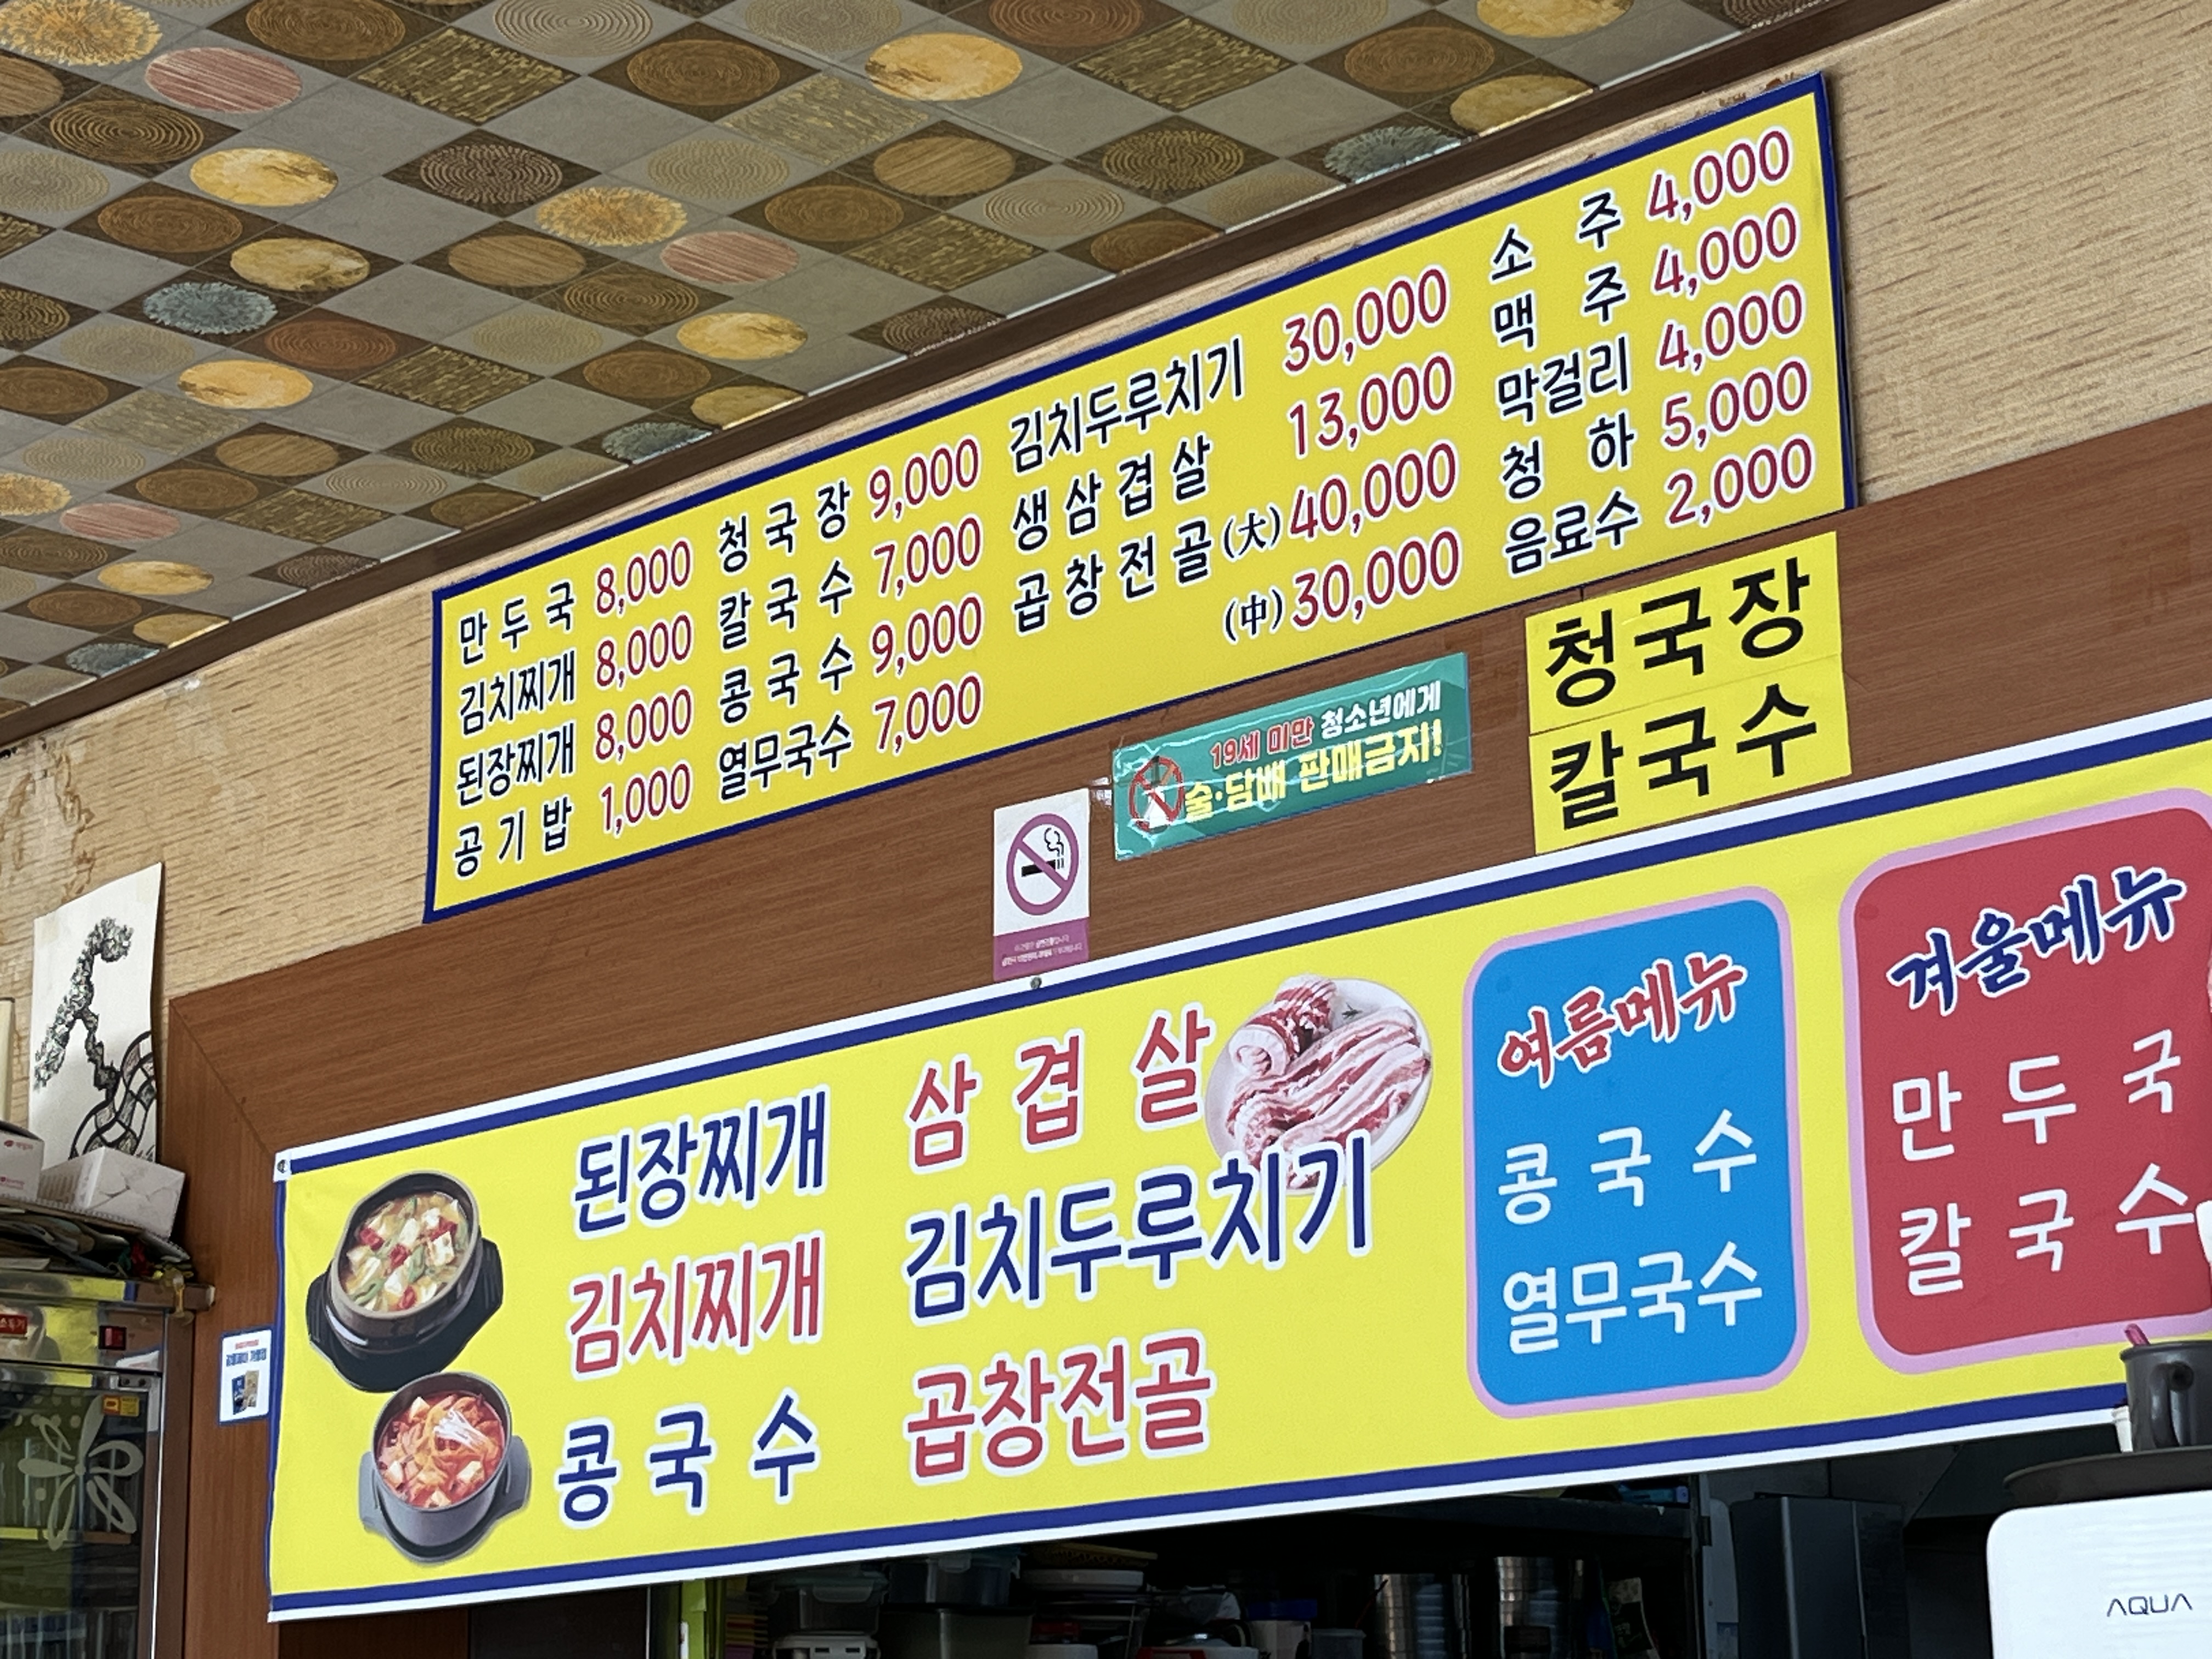 만두국 8,000
김치찌개 8,000
된장찌개 8,000
공기밥 1,000
청국장 9,000
칼국수 7,000
콩국수 9,000
열무국수 7,000
김치두루치기 30,000
생삼겹살 13,000
곱창전골(大) 40,000
(中) 30,000
소주 4,000
맥주 4,000
막걸리 4,000
청하 5,000
음료수 2,000
19세 미만 청소년에게
술·담배 판매금지!
청국장
칼국수
된장찌개
김치찌개
콩국수
삼겹살
김치두루치기
곱창전골
여름메뉴
콩국수
열무국수
겨울메뉴
만두국
칼국수
AQUA